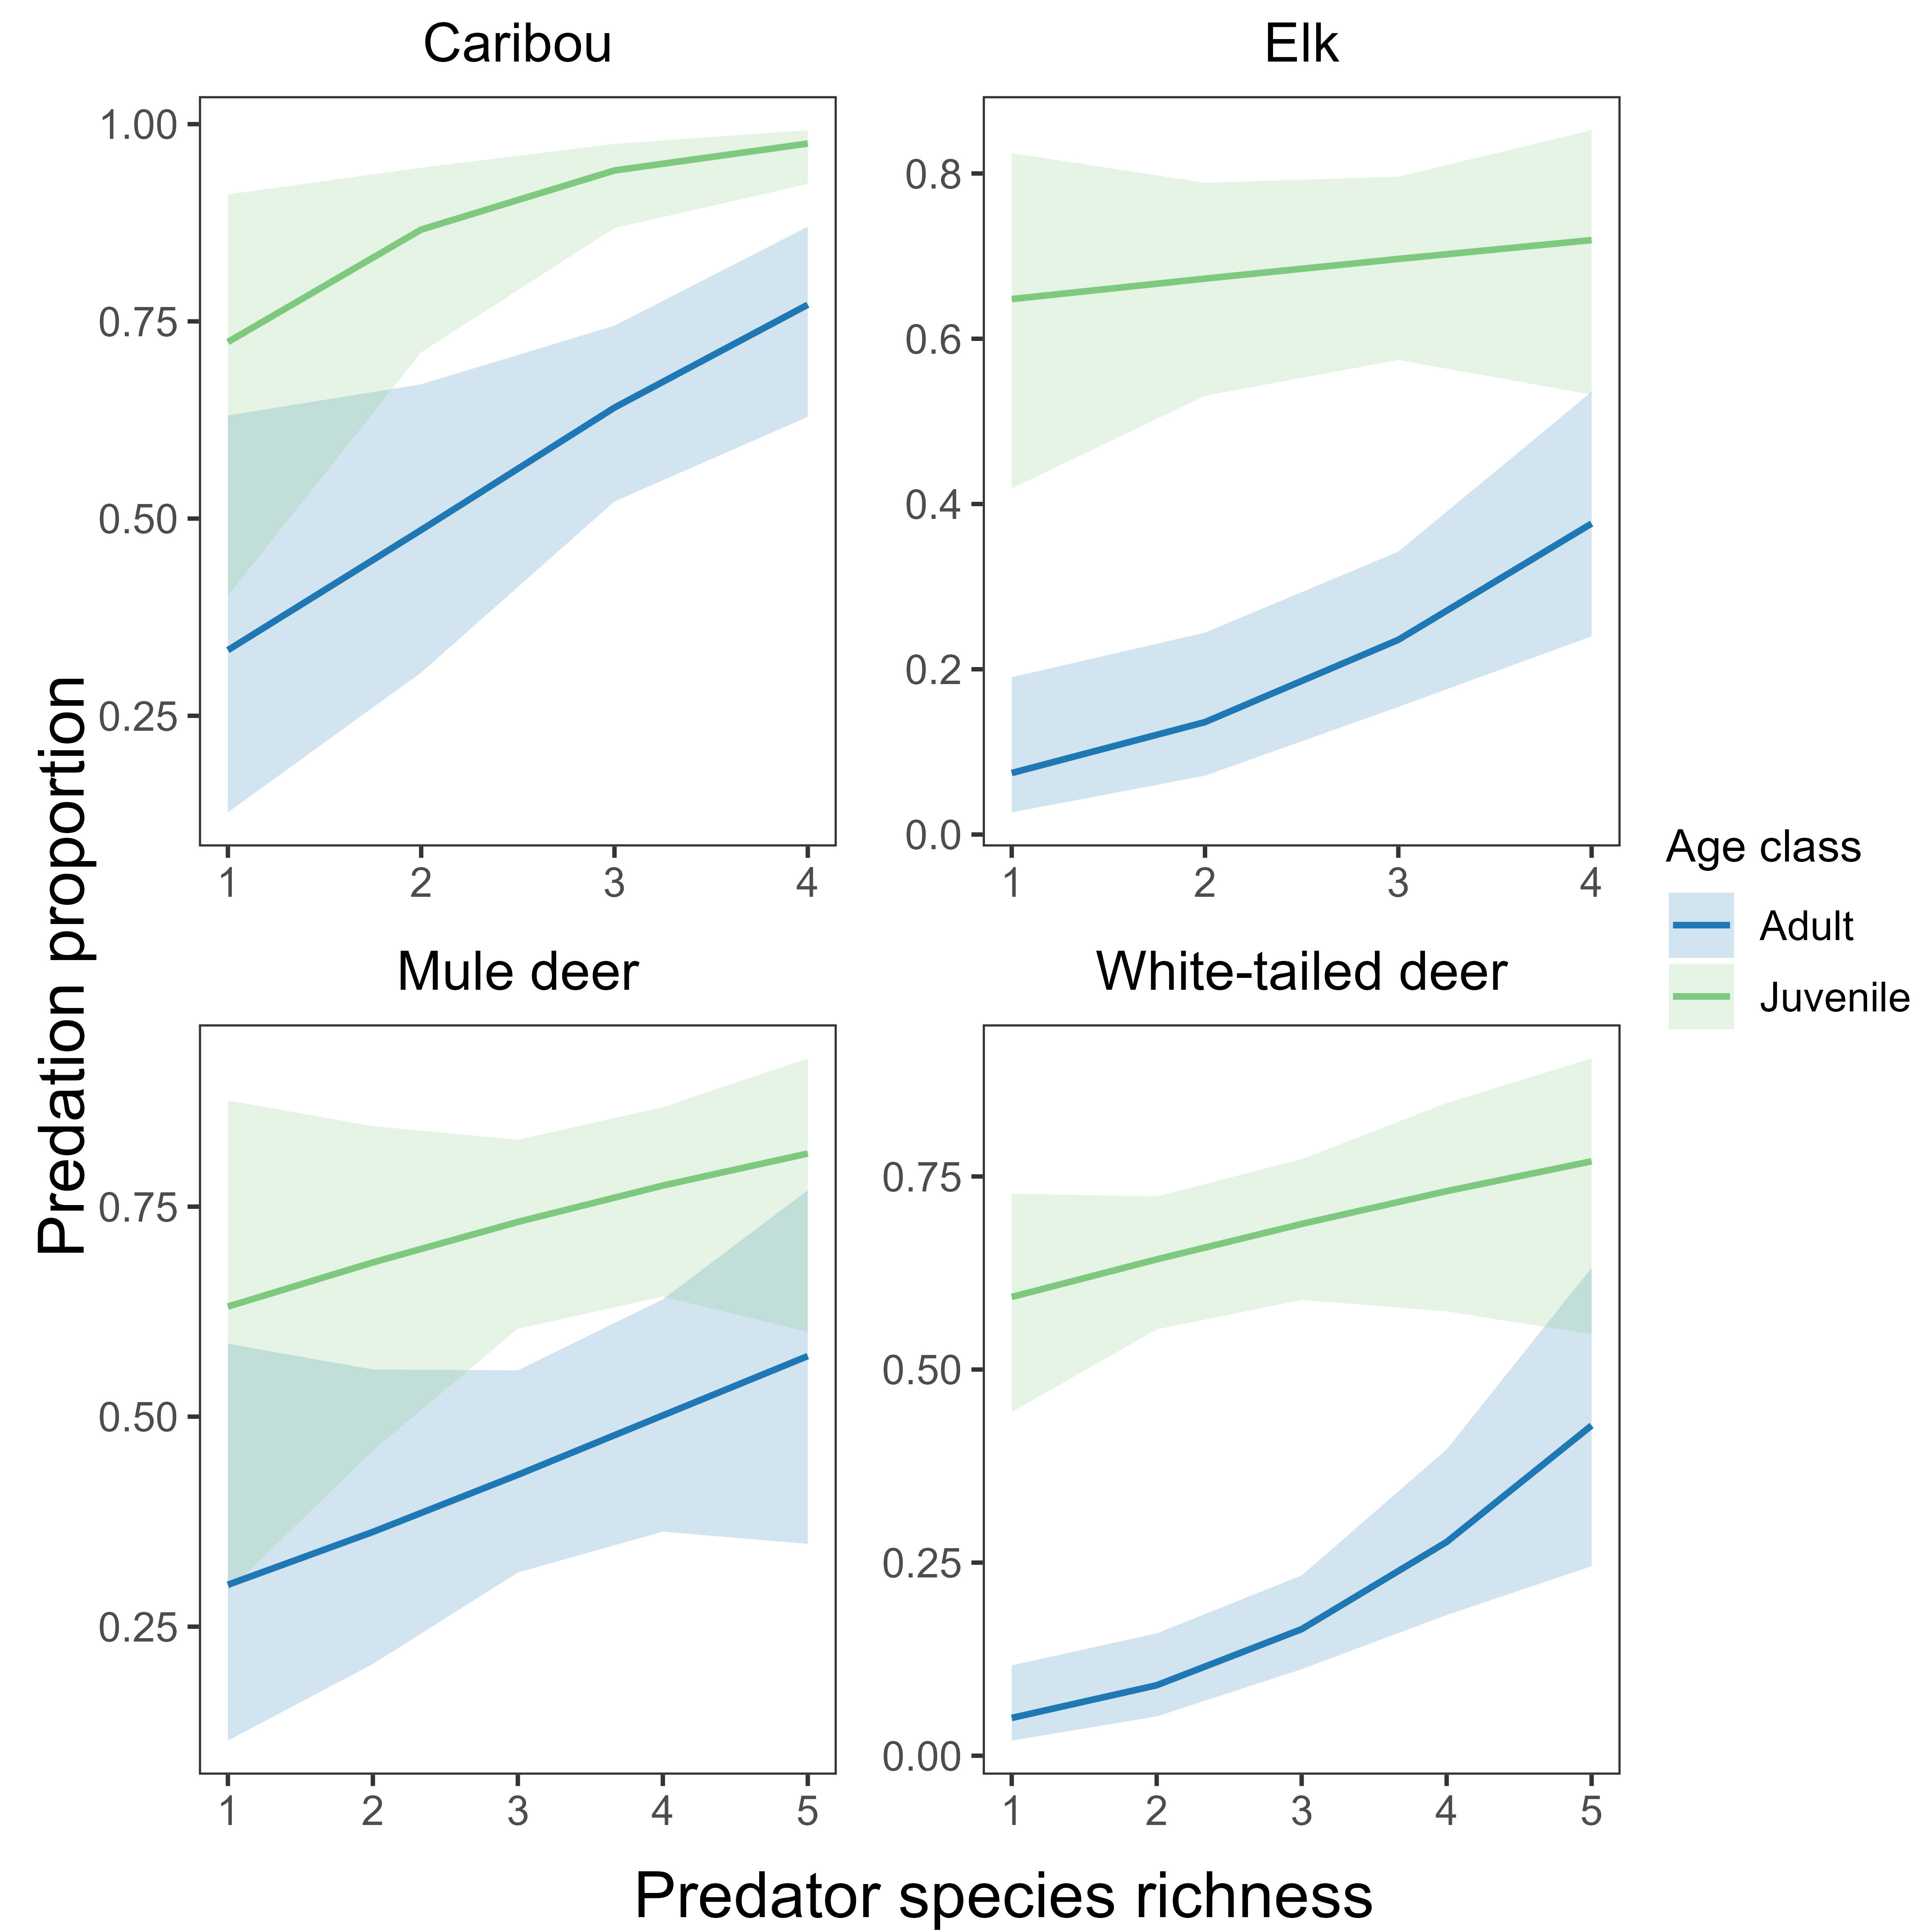 Caribou
Elk
1.00
0.75
0.50
0.25
1 2 3 4
0.8
0.6
0.4
0.2
0.0
1 2 3 4
Predation proportion
Mule deer
White-tailed deer
0.75
0.50
0.25
1 2 3 4 5
0.75
0.50
0.25
0.00
1 2 3 4 5
Predator species richness
Age class
Adult
Juvenile